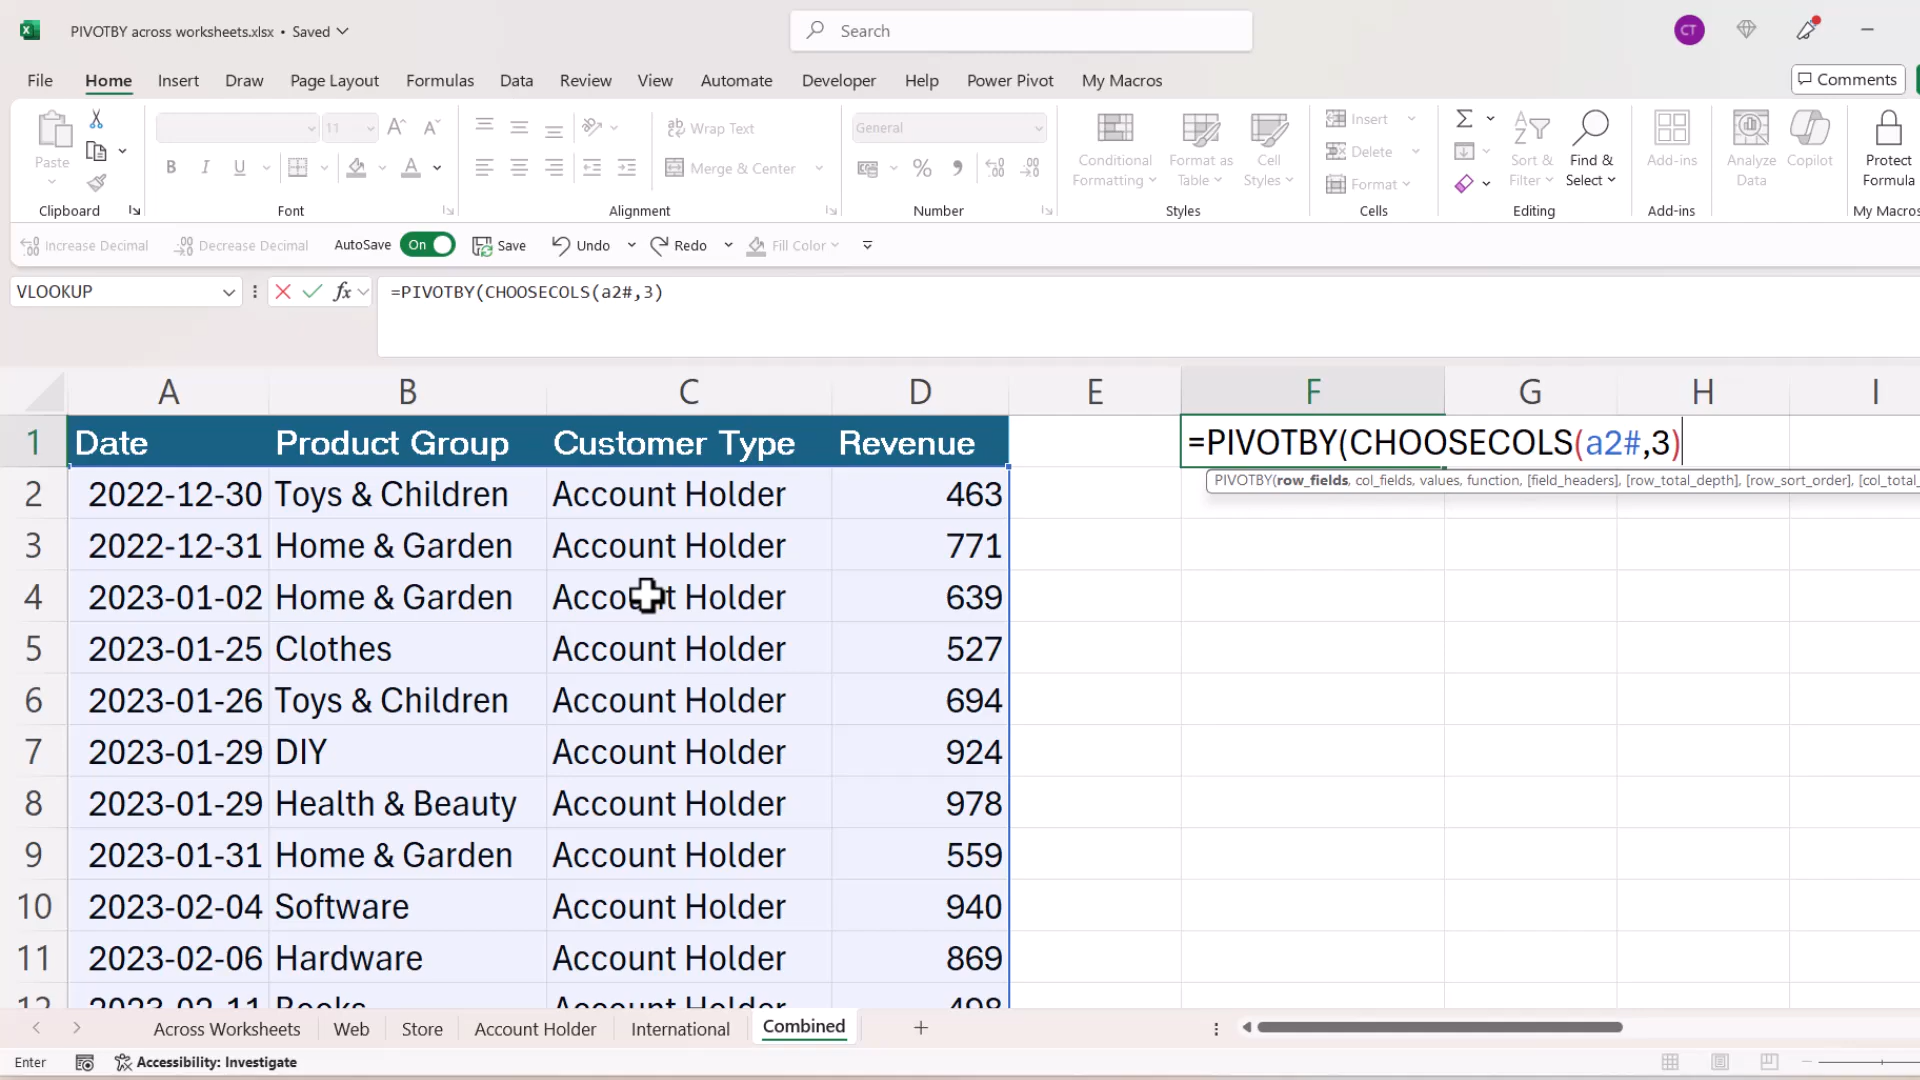 PIVOTBY across worksheets.xlsx • Saved
Search
CT
File Home Insert Draw Page Layout Formulas Data Review View Automate Developer Help Power Pivot My Macros
Comments
Paste
Clipboard
11
B I U
A
Font
Wrap Text
Merge & Center
Alignment
General
%
Number
Conditional Formatting
Format as Table
Cell Styles
Styles
Insert
Delete
Format
Cells
Sort & Filter
Find & Select
Editing
Add-ins
Add-ins
Analyze Data
Copilot
Protect Formula
My Macros
Increase Decimal Decrease Decimal AutoSave On Save Undo Redo Fill Color
VLOOKUP
fx
=PIVOTBY(CHOOSECOLS(a2#,3)
A B C D E F G H I
1 Date Product Group Customer Type Revenue =PIVOTBY(CHOOSECOLS(a2#,3)
PIVOTBY(row_fields, col_fields, values, function, [field_headers], [row_total_depth], [row_sort_order], [col_total_
2 2022-12-30 Toys & Children Account Holder 463
3 2022-12-31 Home & Garden Account Holder 771
4 2023-01-02 Home & Garden Account Holder 639
5 2023-01-25 Clothes Account Holder 527
6 2023-01-26 Toys & Children Account Holder 694
7 2023-01-29 DIY Account Holder 924
8 2023-01-29 Health & Beauty Account Holder 978
9 2023-01-31 Home & Garden Account Holder 559
10 2023-02-04 Software Account Holder 940
11 2023-02-06 Hardware Account Holder 869
12 2023-02-11 Books Account Holder 498
Across Worksheets Web Store Account Holder International Combined
Enter Accessibility: Investigate